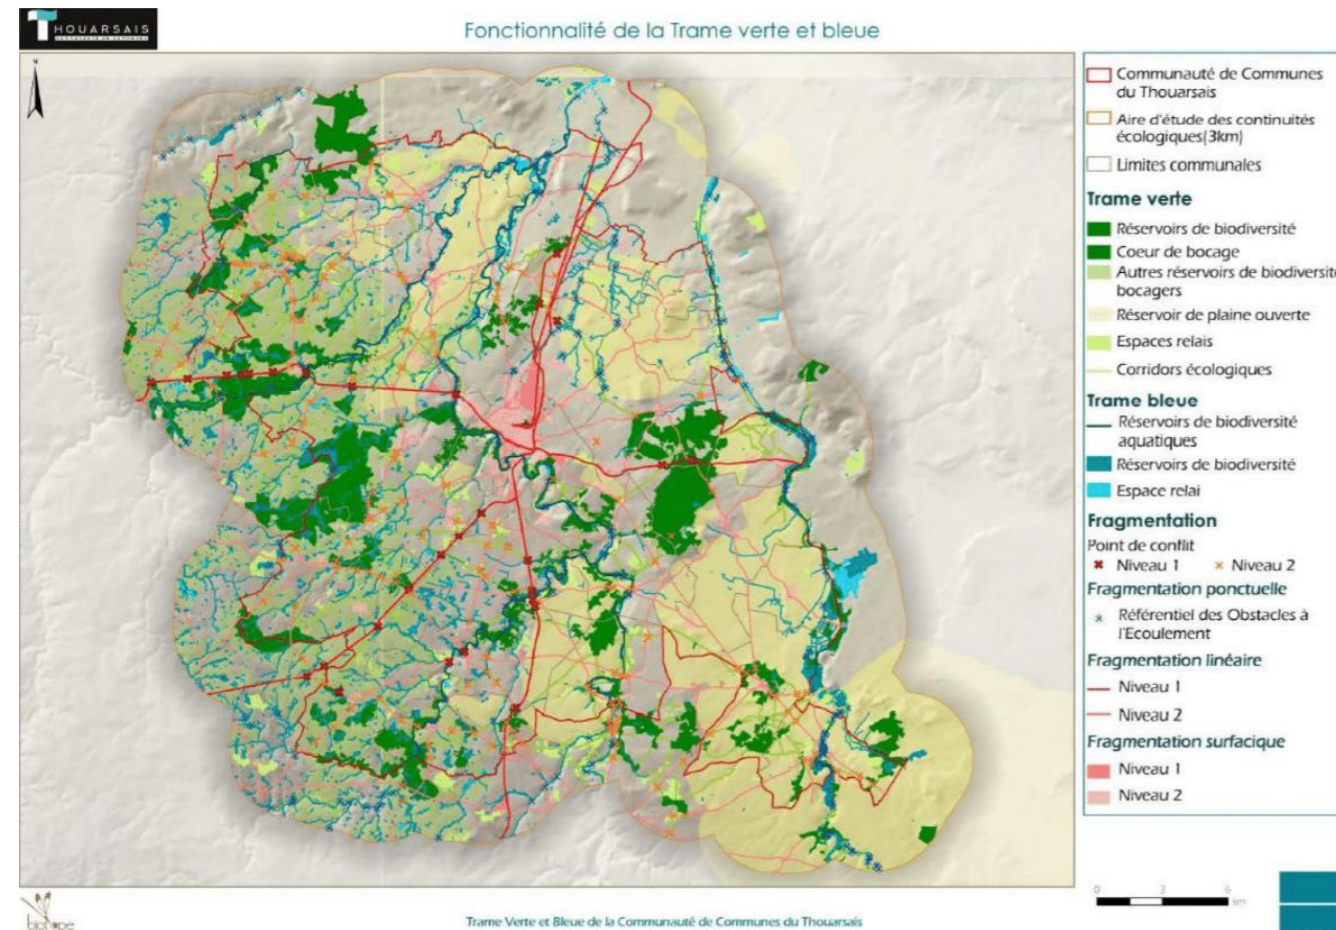 THOUARSAIS
Fonctionnalité de la Trame verte et bleue
N
Communauté de Communes
du Thouarsais
Aire d'étude des continuités
écologiques(3km)
Limites communales
Trame verte
Réservoirs de biodiversité
Coeur de bocage
Autres réservoirs de biodiversité
bocagers
Réservoir de plaine ouverte
Espaces relais
Corridors écologiques
Trame bleue
Réservoirs de biodiversité
aquatiques
Réservoirs de biodiversité
Espace relai
Fragmentation
Point de conflit
Niveau 1
Niveau 2
Fragmentation ponctuelle
Référentiel des Obstacles à
l'Ecoulement
Fragmentation linéaire
Niveau 1
Niveau 2
Fragmentation surfacique
Niveau 1
Niveau 2
0 3 6
km
biotope
Trame Verte et Bleue de la Communauté de Communes du Thouarsais